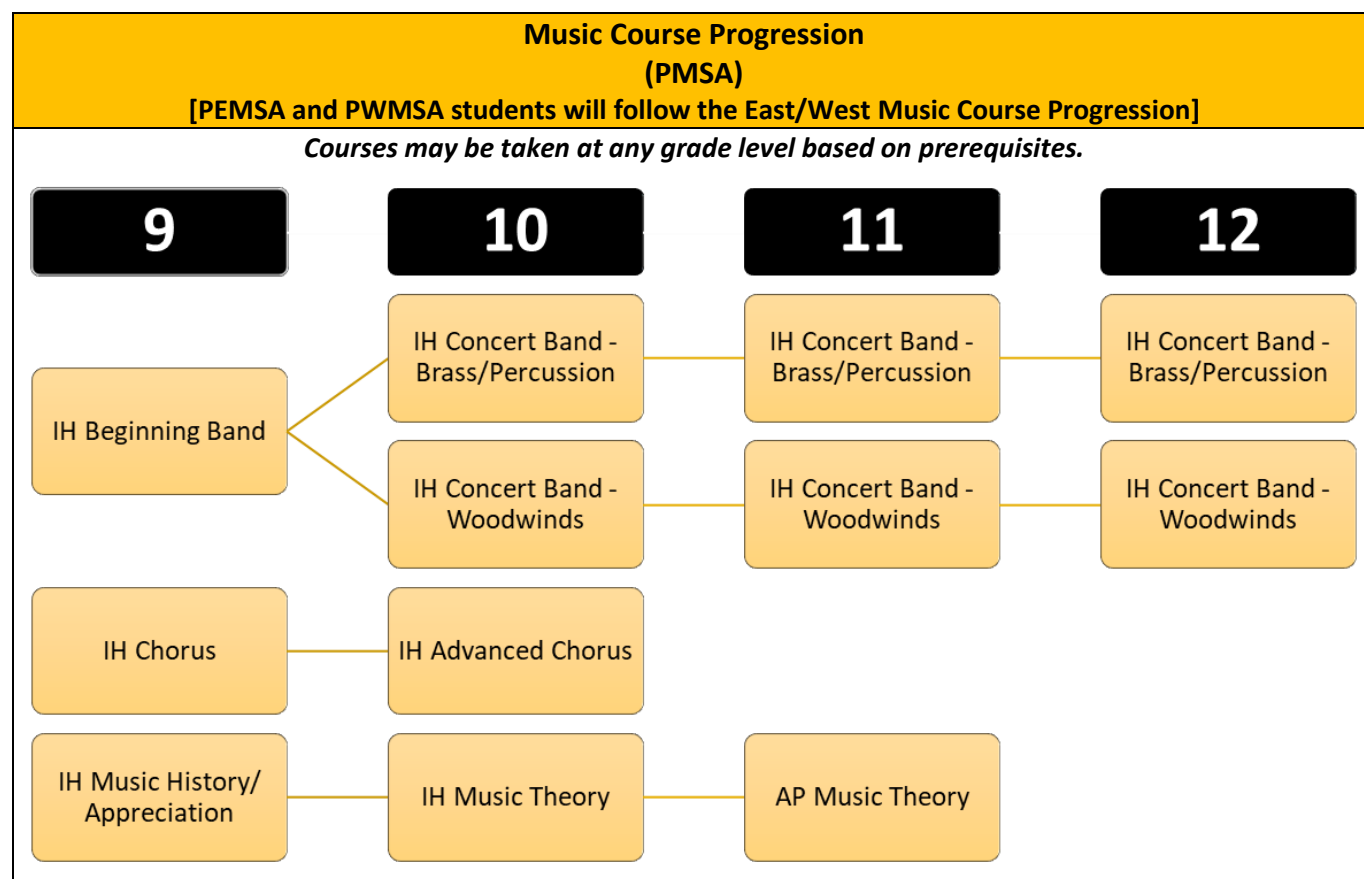 Music Course Progression
(PMSA)
[PEMSA and PWMSA students will follow the East/West Music Course Progression]
Courses may be taken at any grade level based on prerequisites.
9
10
11
12
IH Beginning Band
IH Concert Band -
Brass/Percussion
IH Concert Band -
Brass/Percussion
IH Concert Band -
Brass/Percussion
IH Concert Band -
Woodwinds
IH Concert Band -
Woodwinds
IH Concert Band -
Woodwinds
IH Chorus
IH Advanced Chorus
IH Music History/
Appreciation
IH Music Theory
AP Music Theory